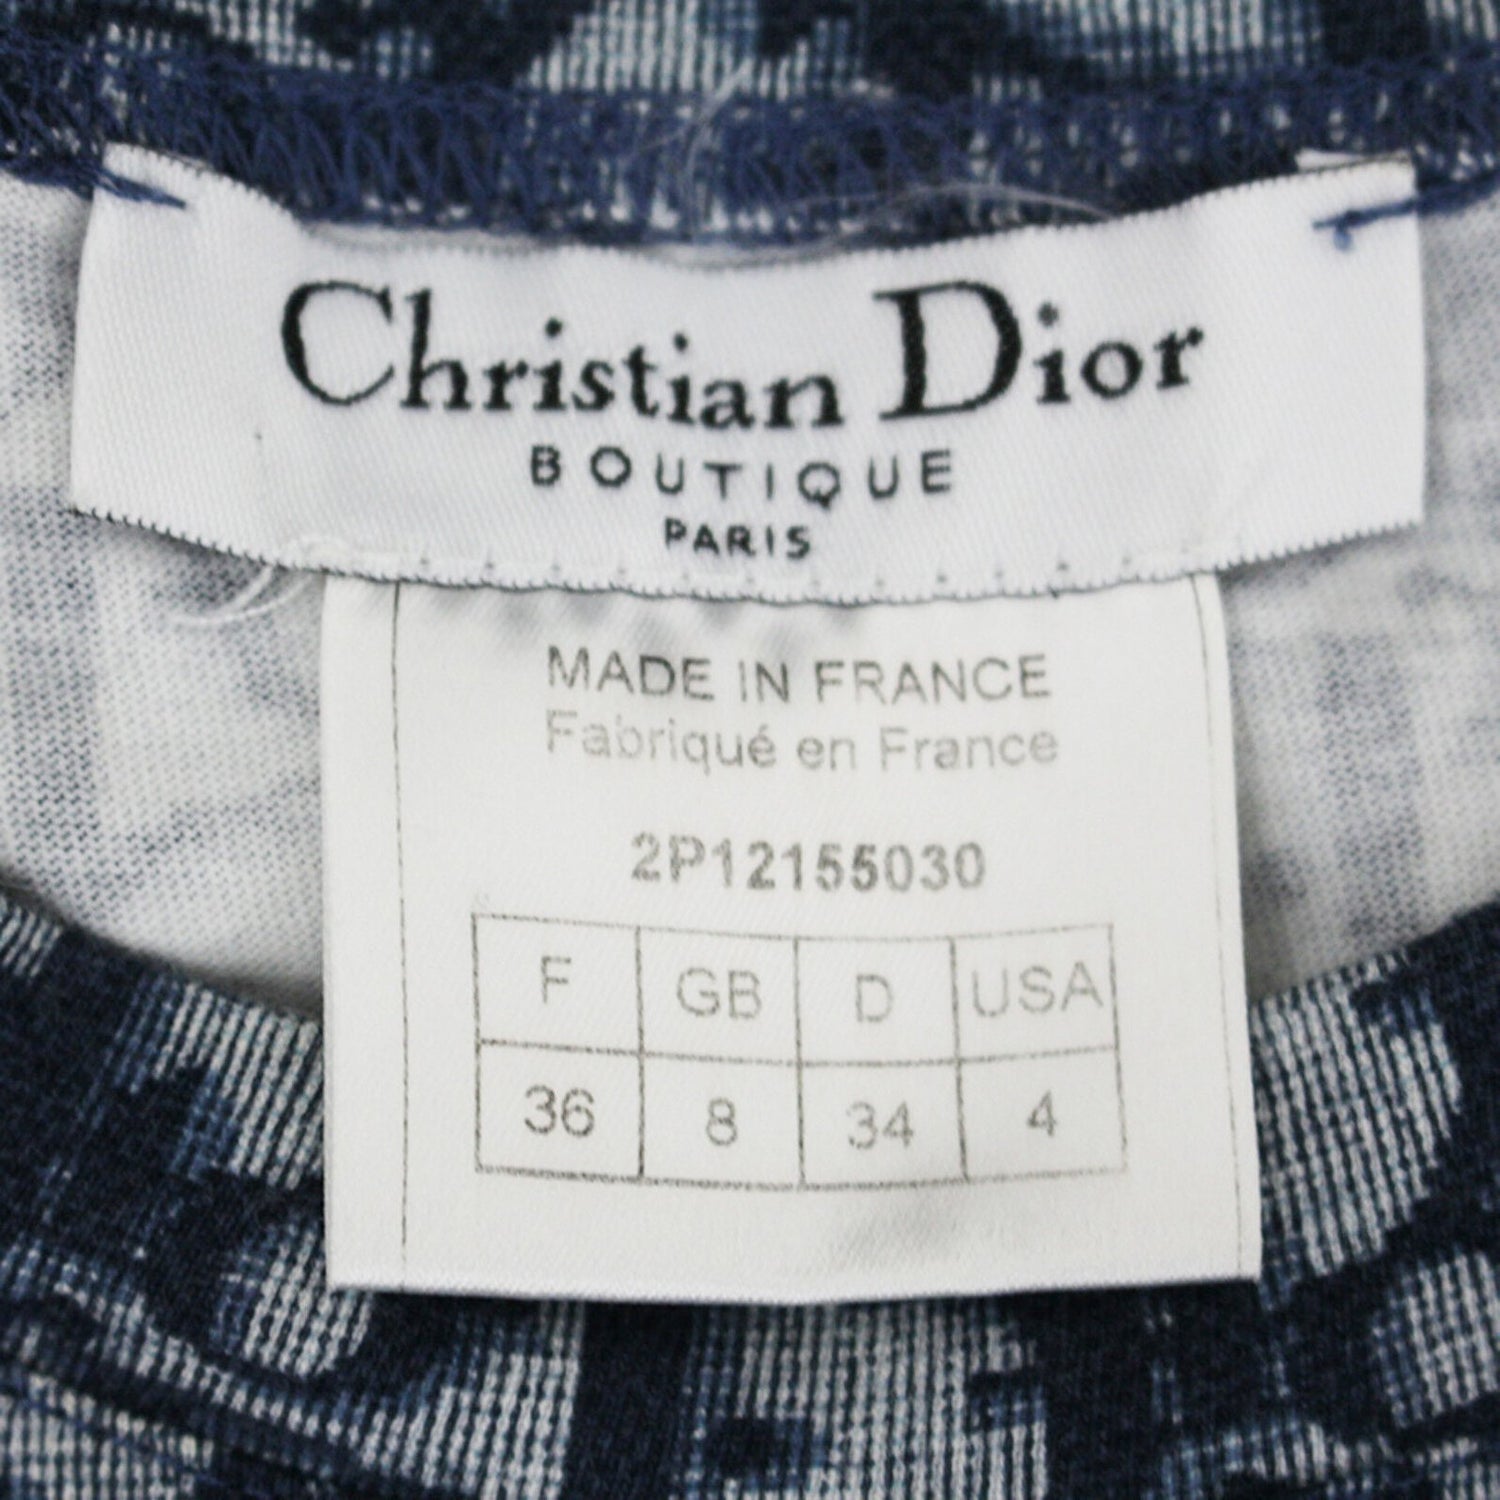 Christian Dior
BOUTIQUE
PARIS
MADE IN FRANCE
Fabriqué en France
2P12155030
F GB D USA
36 8 34 4